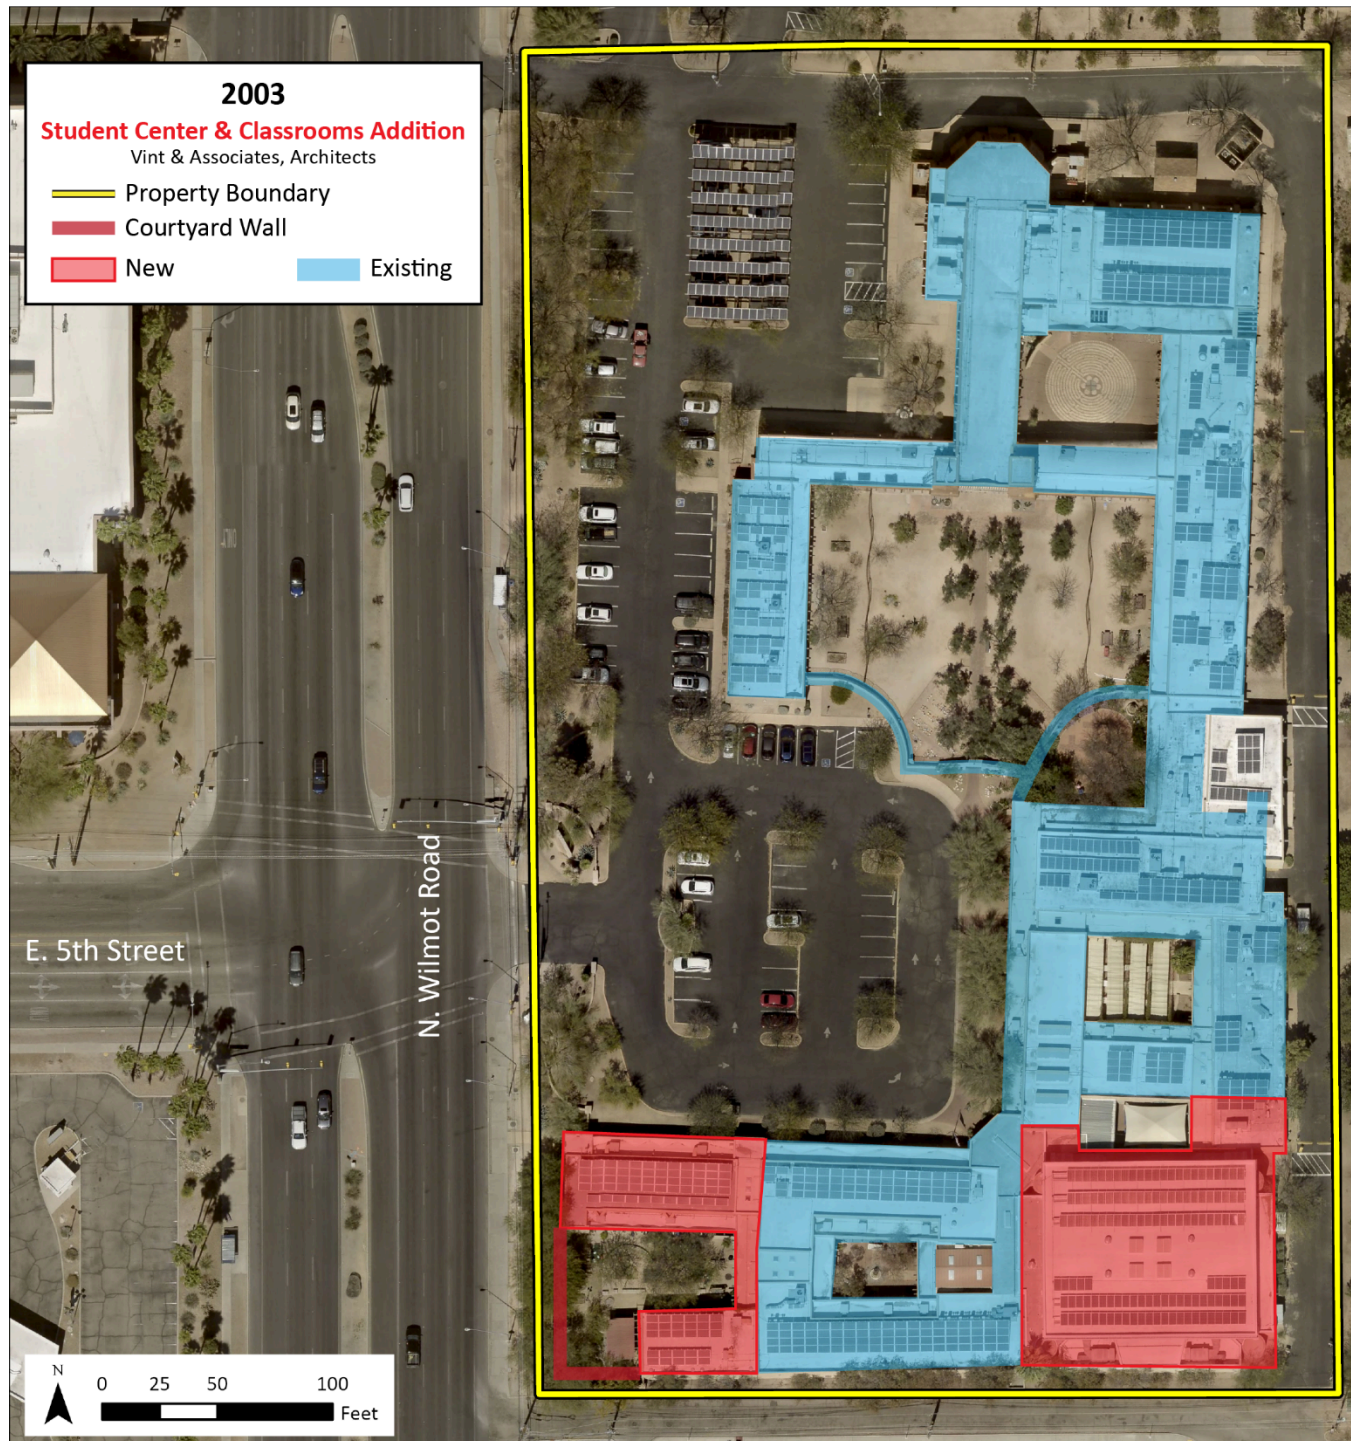 2003
Student Center & Classrooms Addition
Vint & Associates, Architects
Property Boundary
Courtyard Wall
New Existing
N. Wilmot Road
E. 5th Street
N
0 25 50 100
Feet